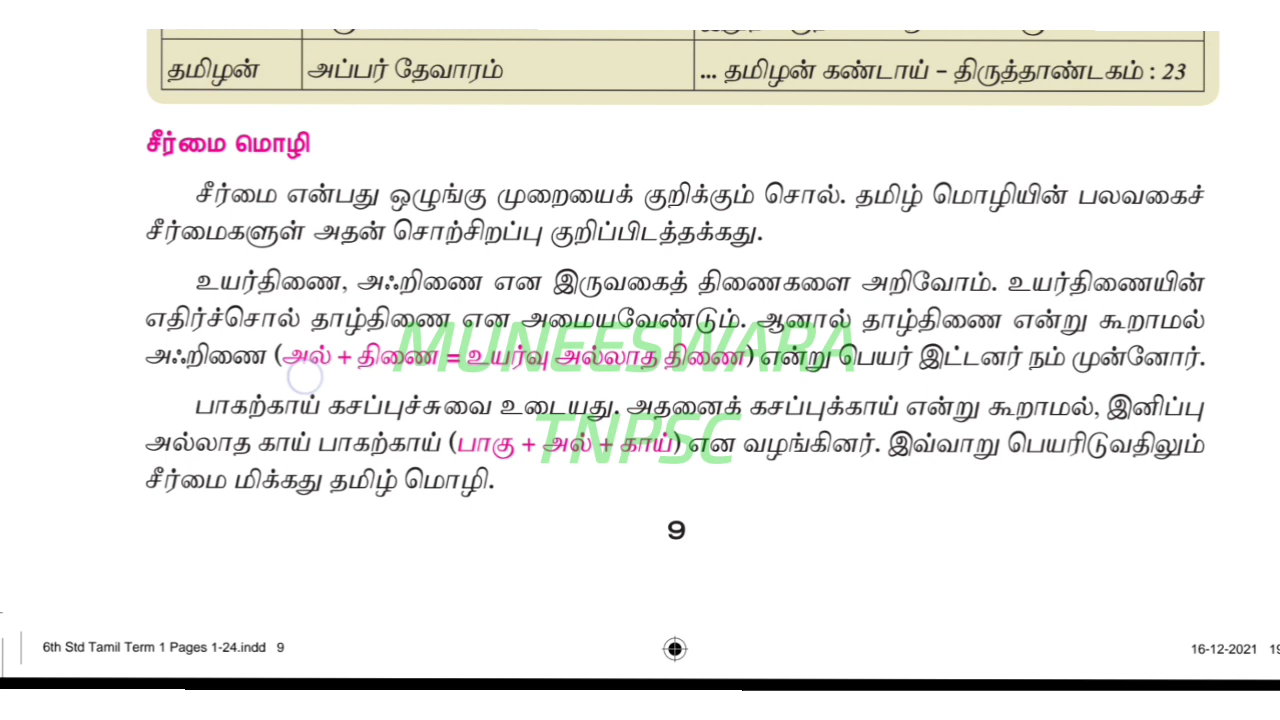 தமிழன் அப்பர் தேவாரம் ... தமிழன் கண்டாய் – திருத்தாண்டகம் : 23
சீர்மை மொழி
சீர்மை என்பது ஒழுங்கு முறையைக் குறிக்கும் சொல். தமிழ் மொழியின் பலவகைச்
சீர்மைகளுள் அதன் சொற்சிறப்பு குறிப்பிடத்தக்கது.
உயர்திணை, அஃறிணை என இருவகைத் திணைகளை அறிவோம். உயர்திணையின்
எதிர்ச்சொல் தாழ்திணை என அமையவேண்டும். ஆனால் தாழ்திணை என்று கூறாமல்
அஃறிணை (அல் + திணை = உயர்வு அல்லாத திணை) என்று பெயர் இட்டனர் நம் முன்னோர்.
MUNEESWARA
பாகற்காய் கசப்புச்சுவை உடையது. அதனைக் கசப்புக்காய் என்று கூறாமல், இனிப்பு
அல்லாத காய் பாகற்காய் (பாகு + அல் + காய்) என வழங்கினர். இவ்வாறு பெயரிடுவதிலும்
TNPSC
சீர்மை மிக்கது தமிழ் மொழி.
9
6th Std Tamil Term 1 Pages 1-24.indd 9 16-12-2021